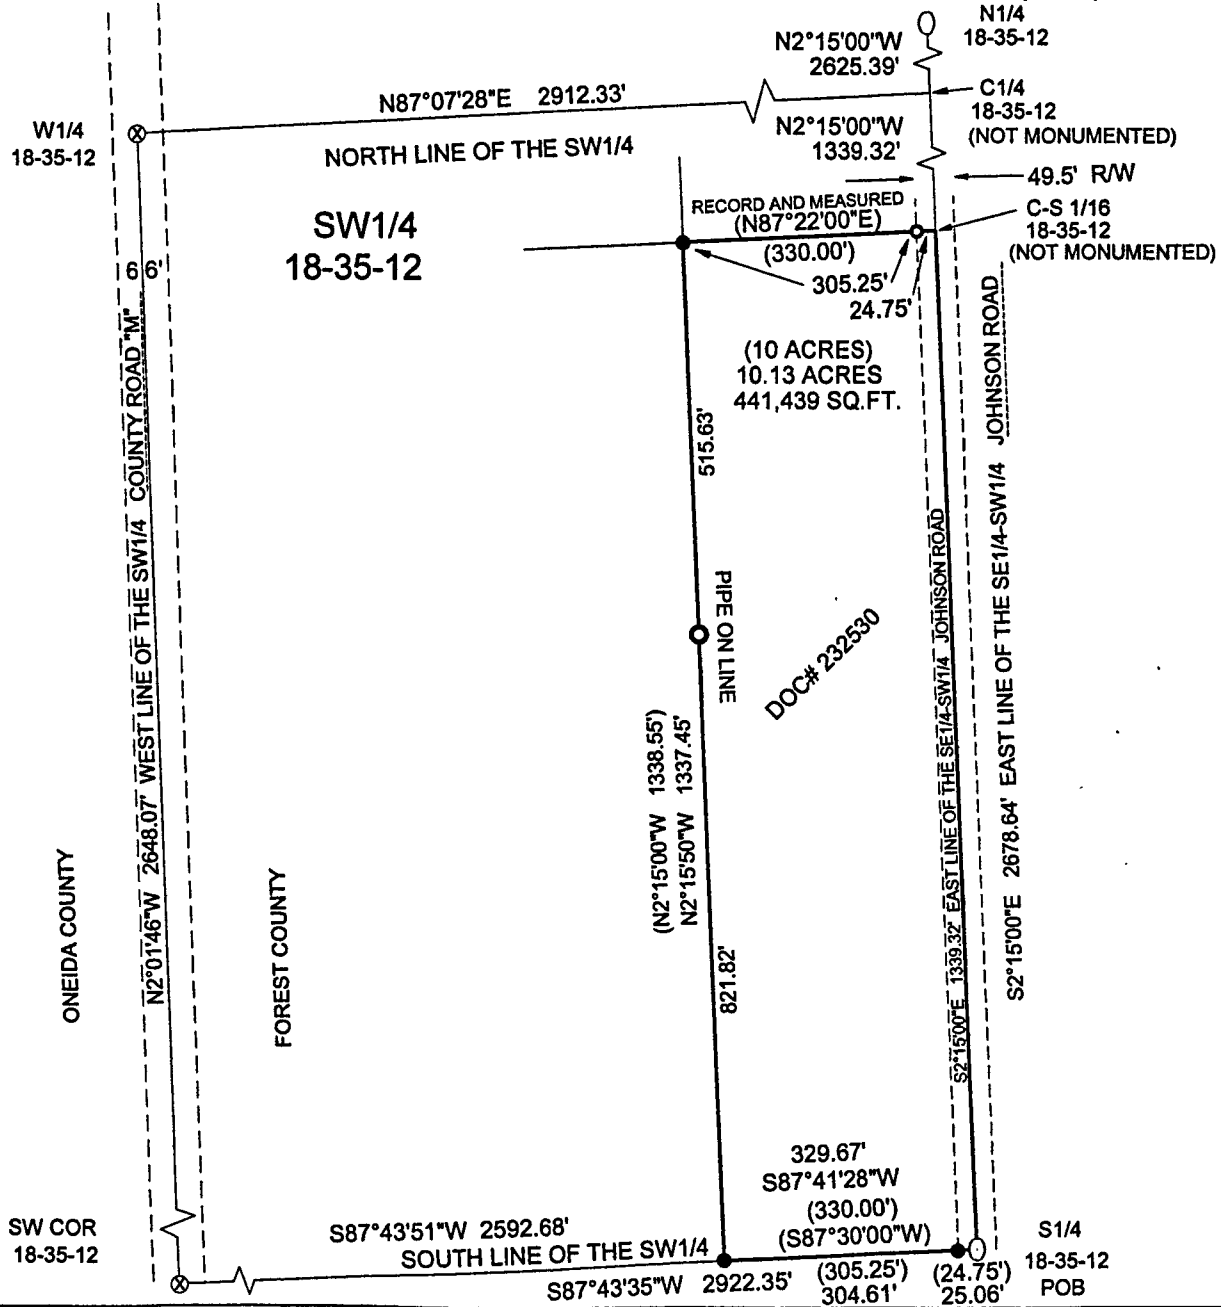 N1/4
18-35-12
N2°15'00"W
2625.39'
C1/4
18-35-12
(NOT MONUMENTED)
N87°07'28"E 2912.33'
W1/4
18-35-12
NORTH LINE OF THE SW1/4
N2°15'00"W
1339.32'
49.5' R/W
RECORD AND MEASURED
(N87°22'00"E)
(330.00')
C-S 1/16
18-35-12
(NOT MONUMENTED)
SW1/4
18-35-12
66'
305.25'
24.75'
(10 ACRES)
10.13 ACRES
441,439 SQ.FT.
515.63'
PIPE ON LINE
DOC# 232530
(N2°15'00"W 1338.55')
N2°15'50"W 1337.45'
821.82'
N2°01'46"W 2648.07' WEST LINE OF THE SW1/4 COUNTY ROAD "M"
ONEIDA COUNTY
FOREST COUNTY
S2°15'00"E 1339.32' EAST LINE OF THE SE1/4-SW1/4 JOHNSON ROAD
S2°15'00"E 2678.64' EAST LINE OF THE SE1/4-SW1/4 JOHNSON ROAD
329.67'
S87°41'28"W
(330.00')
(S87°30'00"W)
SW COR
18-35-12
S87°43'51"W 2592.68'
SOUTH LINE OF THE SW1/4
S87°43'35"W 2922.35'
(305.25')
304.61'
(24.75')
25.06'
S1/4
18-35-12
POB